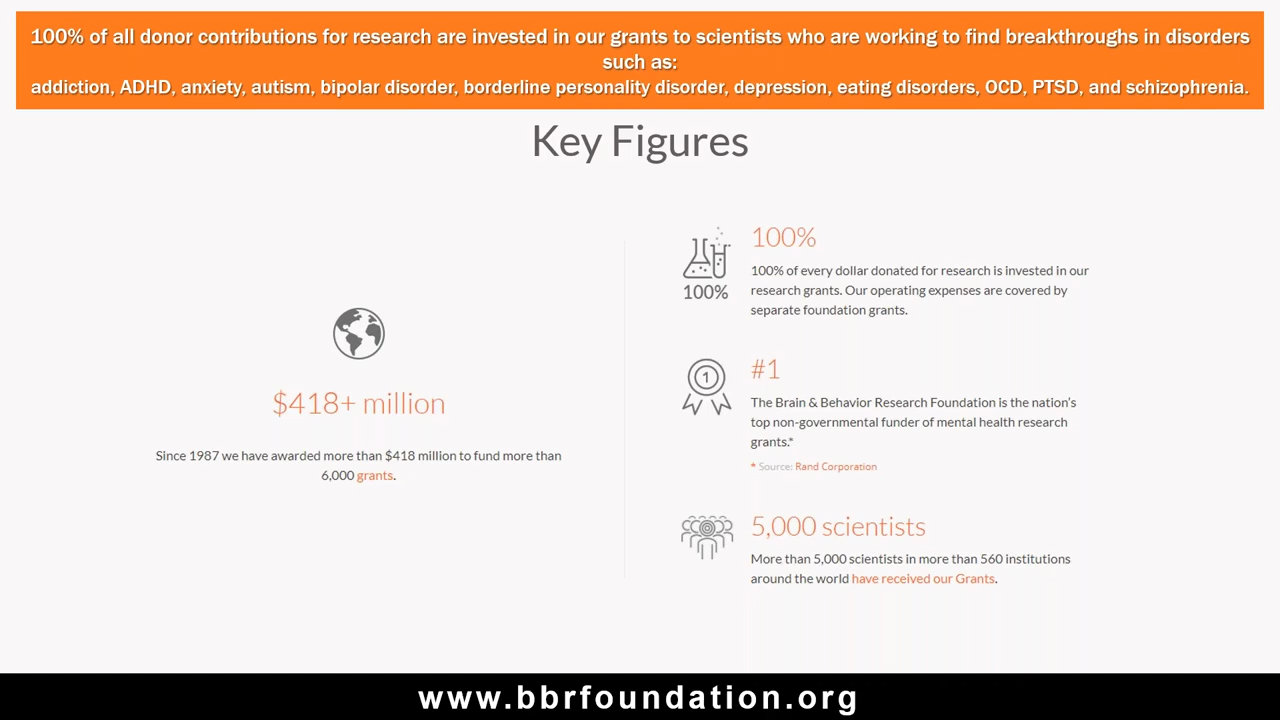 100% of all donor contributions for research are invested in our grants to scientists who are working to find breakthroughs in disorders
such as:
addiction, ADHD, anxiety, autism, bipolar disorder, borderline personality disorder, depression, eating disorders, OCD, PTSD, and schizophrenia.
Key Figures
$418+ million
Since 1987 we have awarded more than $418 million to fund more than
6,000 grants.
100%
100%
100% of every dollar donated for research is invested in our
research grants. Our operating expenses are covered by
separate foundation grants.
1
#1
The Brain & Behavior Research Foundation is the nation's
top non-governmental funder of mental health research
grants.*
* Source: Rand Corporation
5,000 scientists
More than 5,000 scientists in more than 560 institutions
around the world have received our Grants.
www.bbrfoundation.org